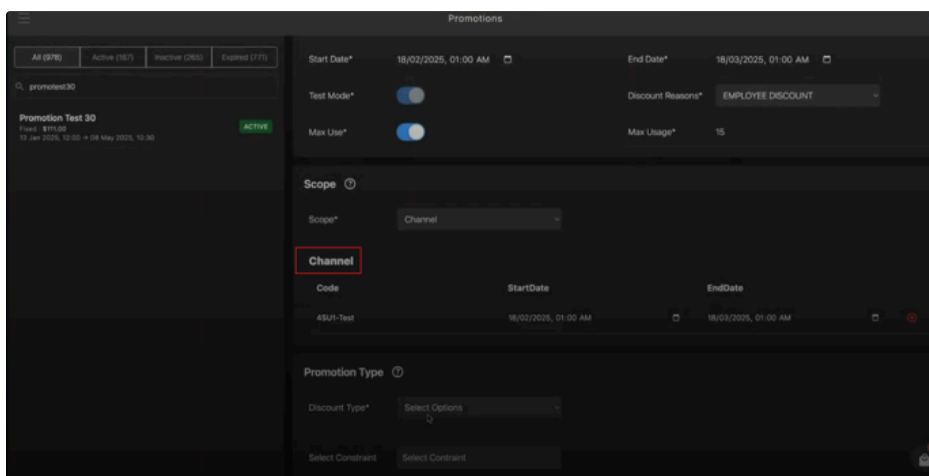 Promotions
All (978) Active (167) Inactive (265) Expired (771)
promotest30
Promotion Test 30
Fixed : $111.00
13 Jan 2025, 12:00 → 08 May 2025, 10:30
ACTIVE
Start Date* 18/02/2025, 01:00 AM End Date* 18/03/2025, 01:00 AM
Test Mode* Discount Reasons* EMPLOYEE DISCOUNT
Max Use* Max Usage* 15
Scope
Scope* Channel
Channel
Code StartDate EndDate
4SU1-Test 18/02/2025, 01:00 AM 18/03/2025, 01:00 AM
Promotion Type
Discount Type* Select Options
Select Constraint Select Contraint